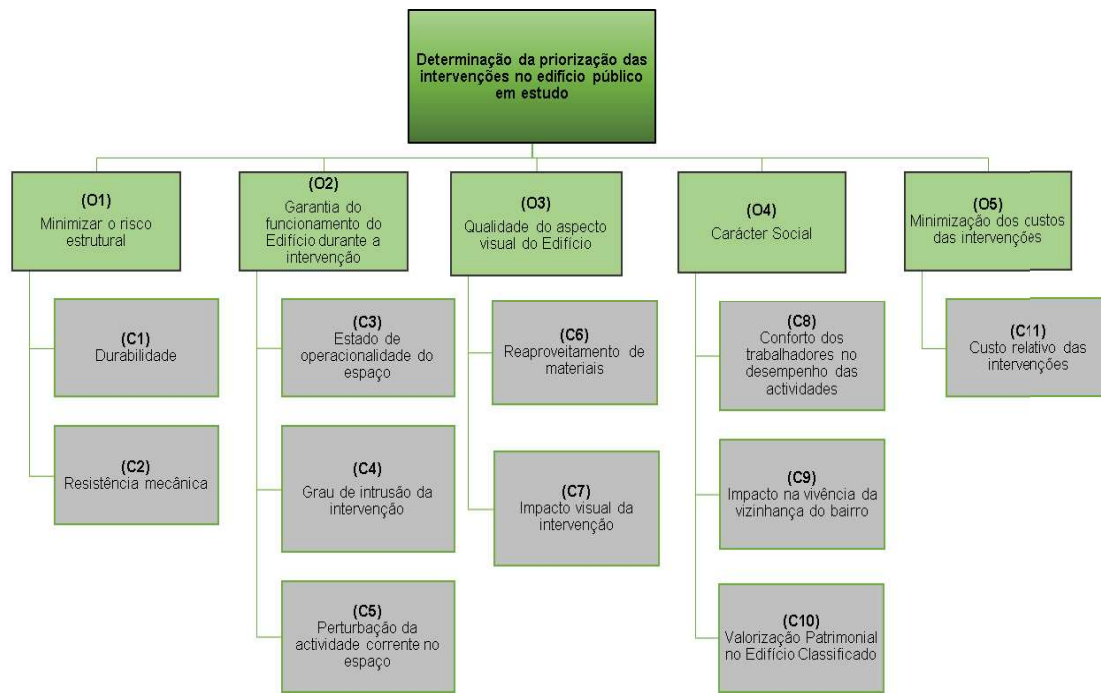 Determinação da priorização das
intervenções no edifício público
em estudo
(O1)
Minimizar o risco
estrutural
(O2)
Garantia do
funcionamento do
Edifício durante a
intervenção
(O3)
Qualidade do aspecto
visual do Edifício
(O4)
Carácter Social
(O5)
Minimização dos custos
das intervenções
(C1)
Durabilidade
(C2)
Resistência mecânica
(C3)
Estado de
operacionalidade do
espaço
(C4)
Grau de intrusão da
intervenção
(C5)
Perturbação da
actividade corrente no
espaço
(C6)
Reaproveitamento de
materiais
(C7)
Impacto visual da
intervenção
(C8)
Conforto dos
trabalhadores no
desempenho das
actividades
(C9)
Impacto na vivência da
vizinhança do bairro
(C10)
Valorização Patrimonial
no Edifício Classificado
(C11)
Custo relativo das
intervenções